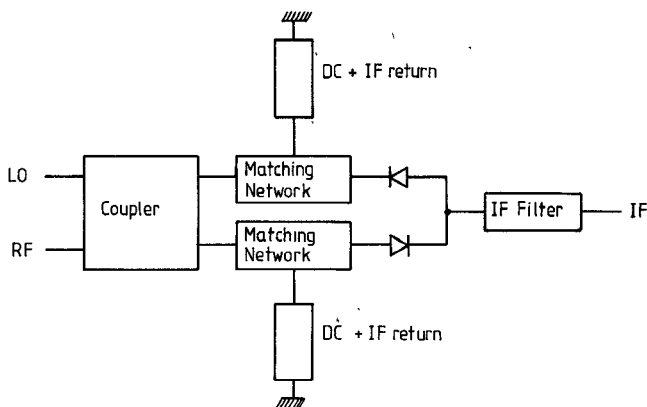 DC + IF return
LO
RF
Coupler
Matching
Network
Matching
Network
IF Filter
IF
DC + IF return